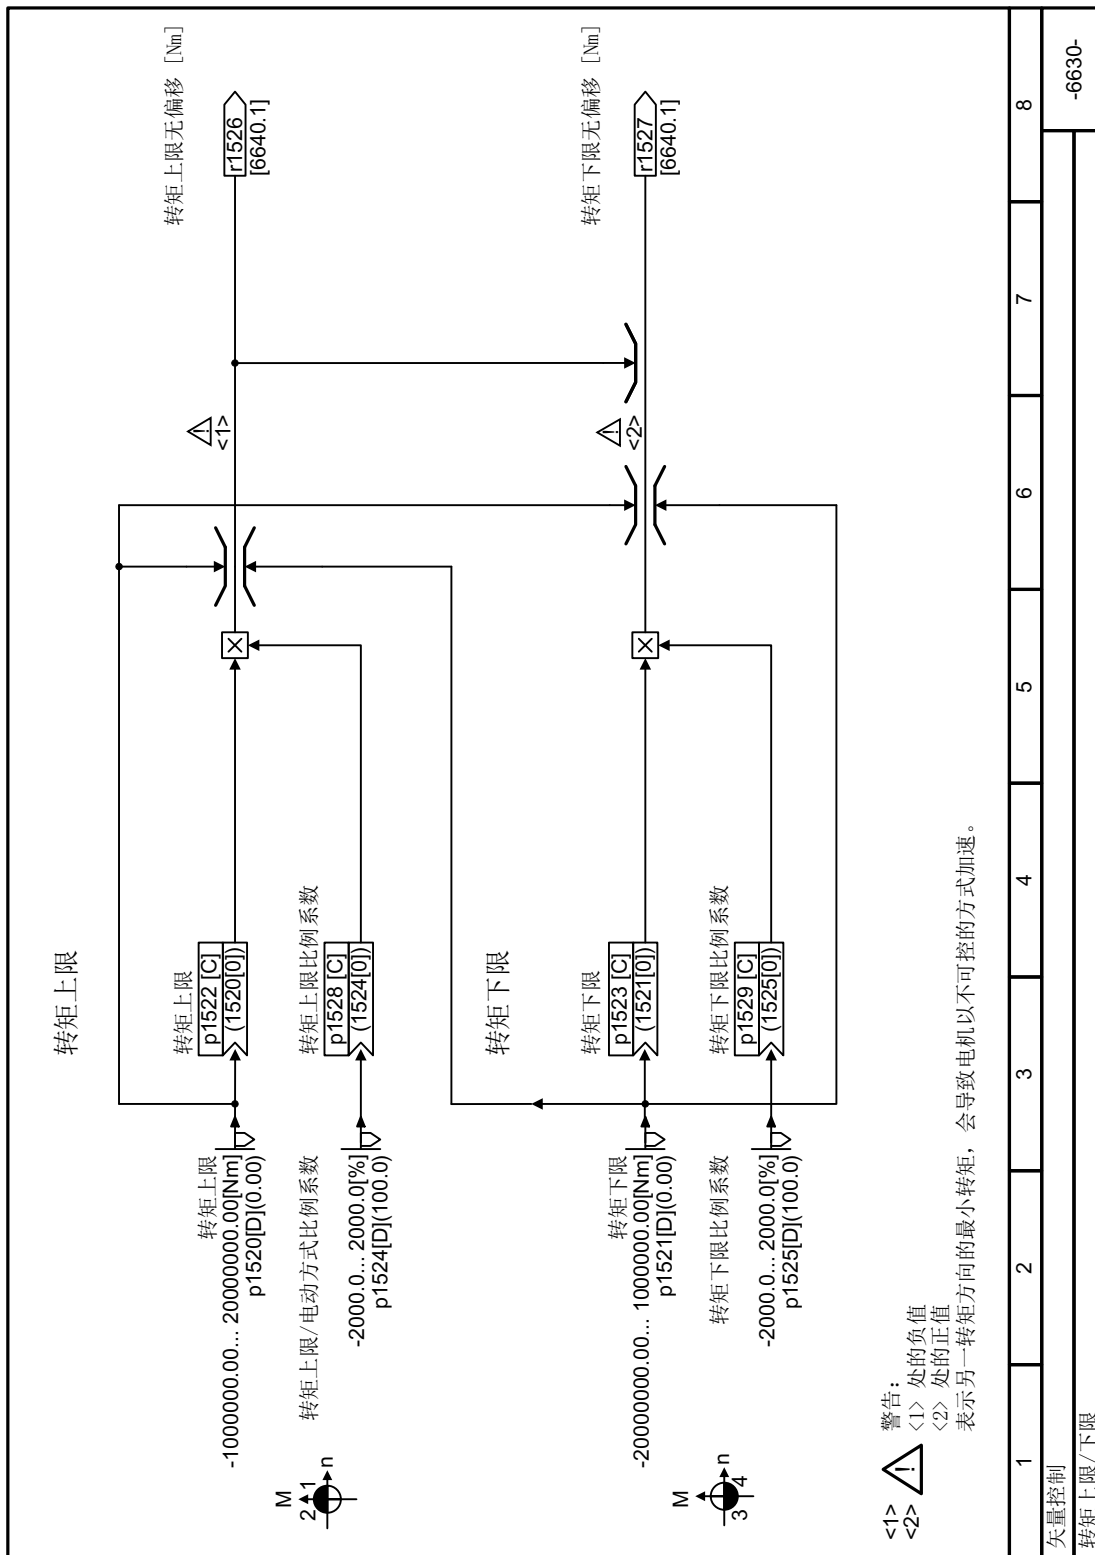 转矩上限
转矩上限
p1522 [C]
(1520[0])
转矩上限
-1000000.00... 20000000.00[Nm]
p1520[D](0.00)
转矩上限无偏移 [Nm]
r1526
[6640.1]
<1>
转矩上限/电动方式比例系数
-2000.0... 2000.0[%]
p1524[D](100.0)
转矩上限比例系数
p1528 [C]
(1524[0])
M
2 1
n
转矩下限
转矩下限
p1523 [C]
(1521[0])
转矩下限
-20000000.00... 1000000.00[Nm]
p1521[D](0.00)
转矩下限无偏移 [Nm]
r1527
[6640.1]
<2>
转矩下限比例系数
-2000.0... 2000.0[%]
p1525[D](100.0)
转矩下限比例系数
p1529 [C]
(1525[0])
M
3 4
n
<1>
<2>
警告：
<1> 处的负值
<2> 处的正值
表示另一转矩方向的最小转矩，会导致电机以不可控的方式加速。
1 2 3 4 5 6 7 8
矢量控制
转矩上限/下限
-6630-